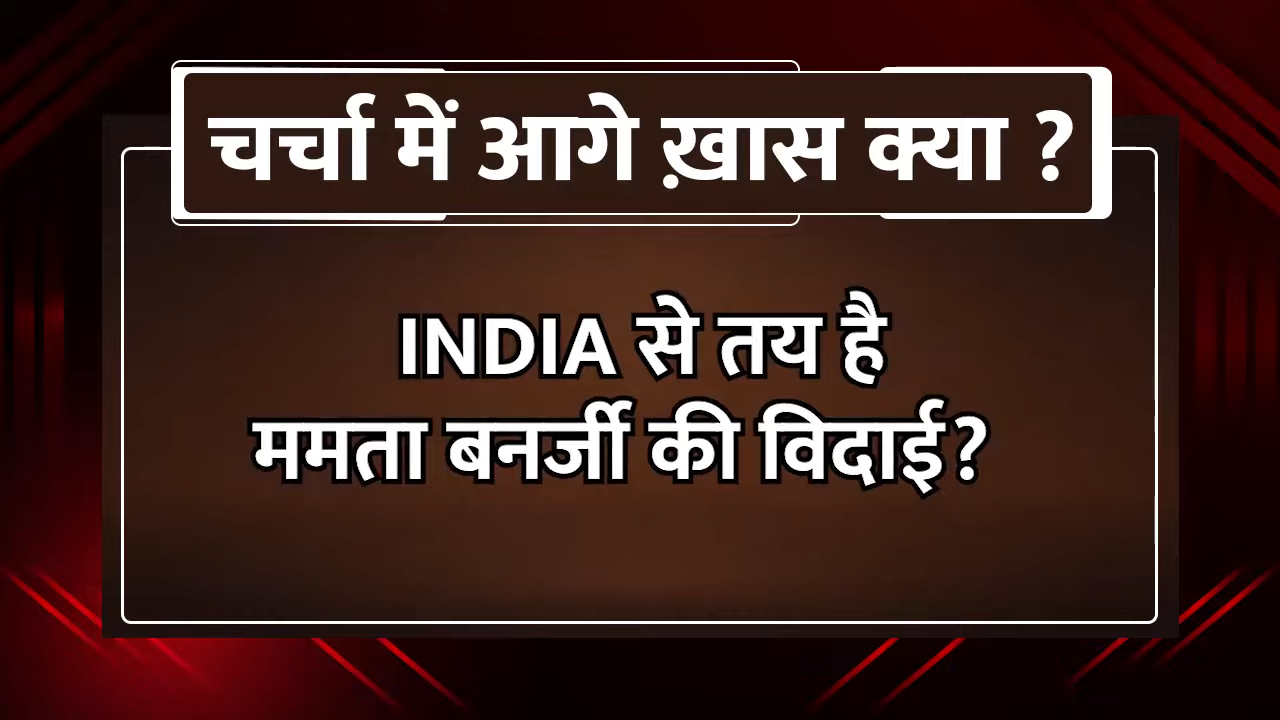 चर्चा में आगे ख़ास क्या ?
INDIA से तय है
ममता बनर्जी की विदाई?